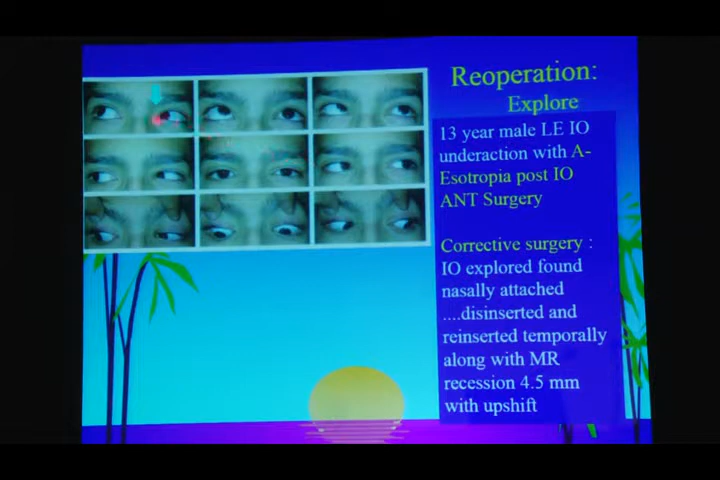 Reoperation:
Explore
13 year male LE IO
underaction with A-
Esotropia post IO
ANT Surgery
Corrective surgery :
IO explored found
nasally attached
....disinserted and
reinserted temporally
along with MR
recession 4.5 mm
with upshift